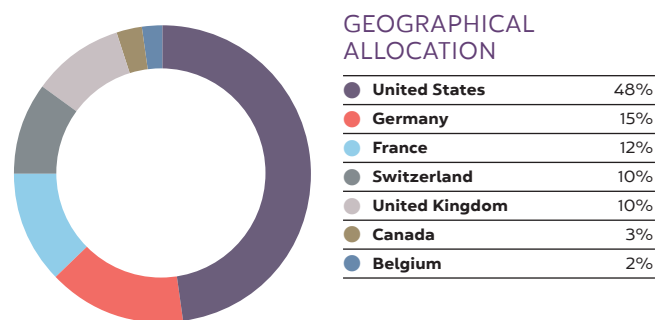 GEOGRAPHICAL
ALLOCATION
United States 48%
Germany 15%
France 12%
Switzerland 10%
United Kingdom 10%
Canada 3%
Belgium 2%